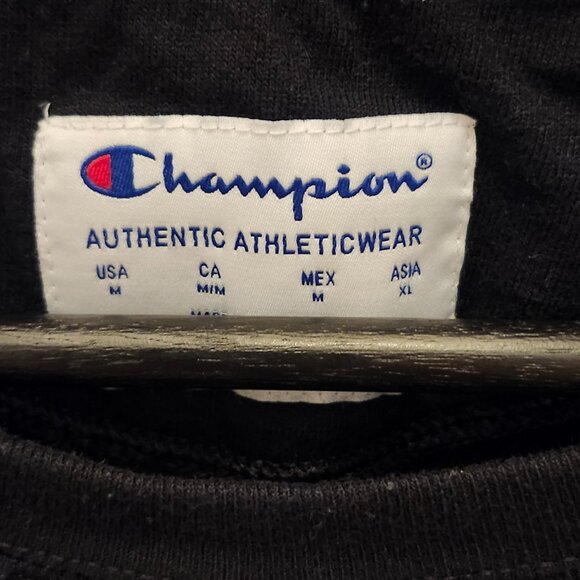 Champion®
AUTHENTIC ATHLETICWEAR
USA CA MEX ASIA
M M/M M XL